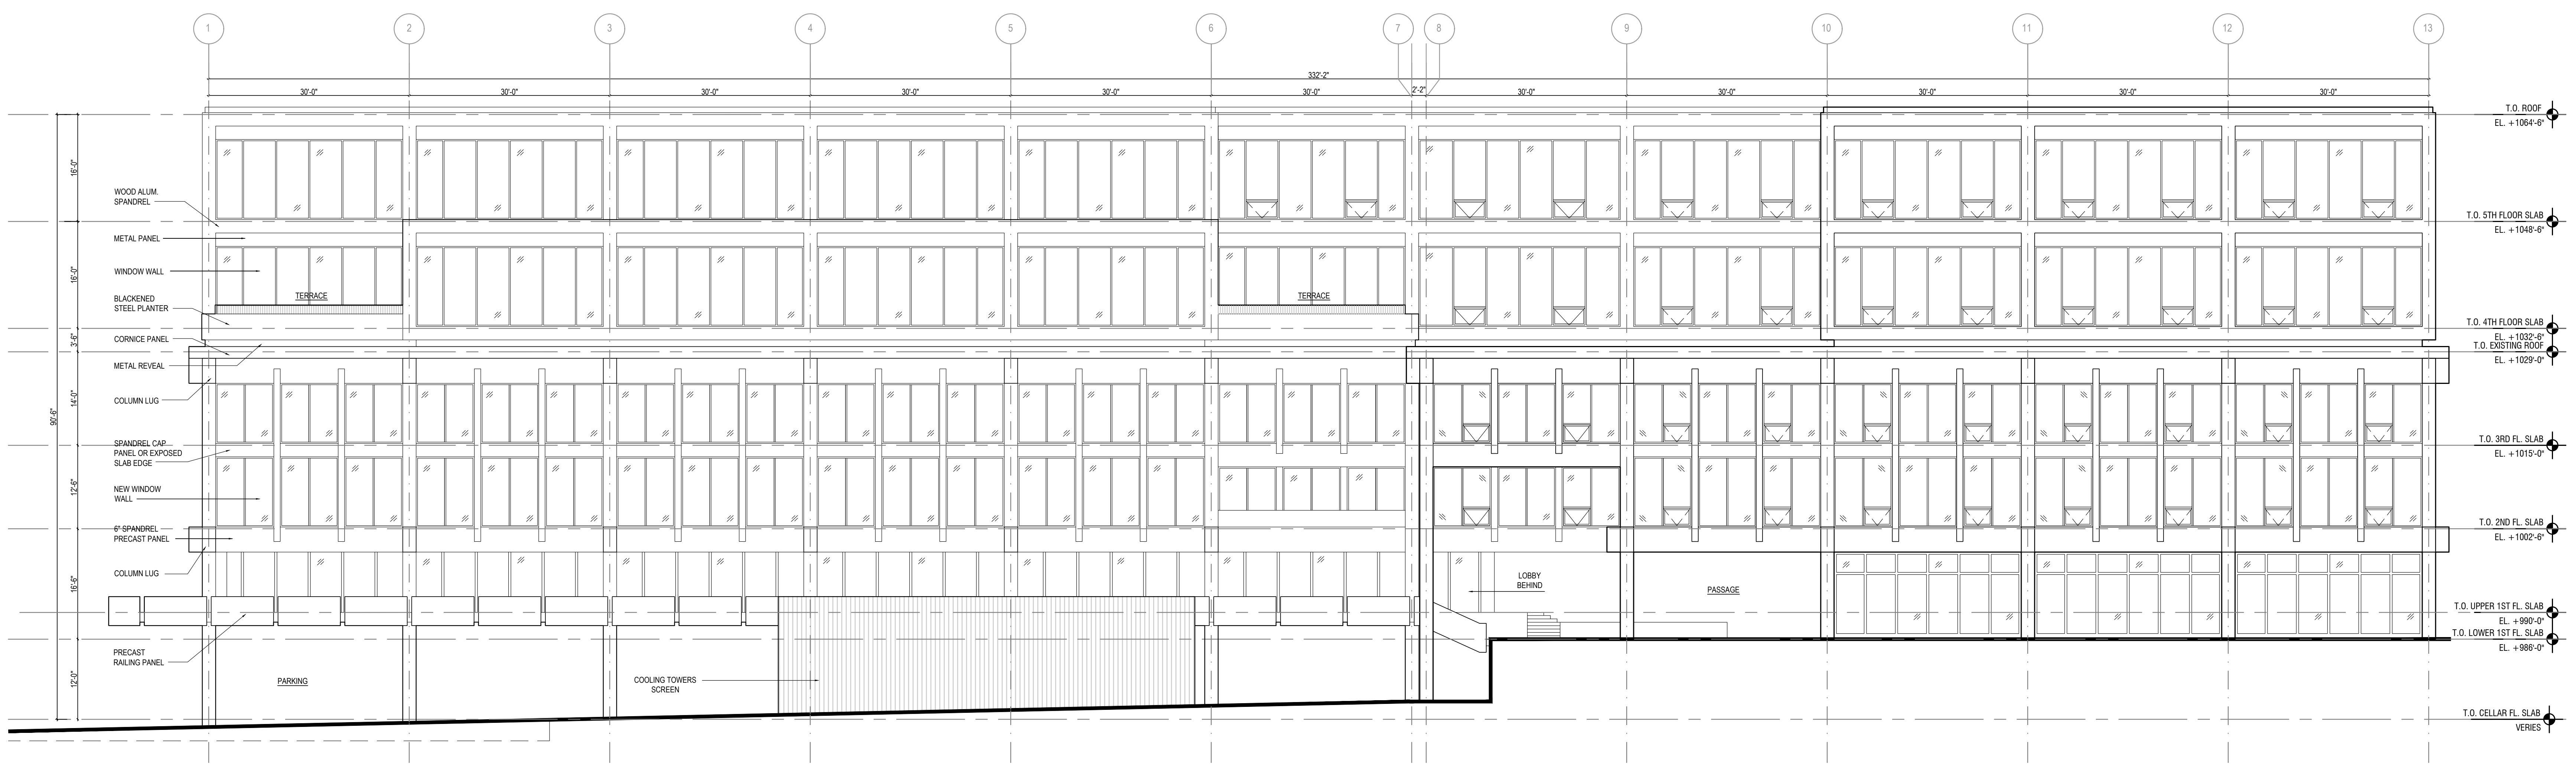 1 2 3 4 5 6 7 8 9 10 11 12 13
332'-2"
30'-0" 30'-0" 30'-0" 30'-0" 30'-0" 30'-0" 2'-2" 30'-0" 30'-0" 30'-0" 30'-0" 30'-0"
T.O. ROOF
EL. +1064'-6"
16'-0"
WOOD ALUM.
SPANDREL
T.O. 5TH FLOOR SLAB
EL. +1048'-6"
METAL PANEL
WINDOW WALL
16'-0"
BLACKENED
STEEL PLANTER
TERRACE
TERRACE
T.O. 4TH FLOOR SLAB
EL. +1032'-6"
3'-6"
CORNICE PANEL
T.O. EXISTING ROOF
EL. +1029'-0"
METAL REVEAL
COLUMN LUG
14'-0"
90'-6"
SPANDREL CAP
PANEL OR EXPOSED
SLAB EDGE
T.O. 3RD FL. SLAB
EL. +1015'-0"
NEW WINDOW
WALL
12'-6"
6" SPANDREL
PRECAST PANEL
T.O. 2ND FL. SLAB
EL. +1002'-6"
COLUMN LUG
16'-6"
LOBBY
BEHIND
PASSAGE
T.O. UPPER 1ST FL. SLAB
EL. +990'-0"
T.O. LOWER 1ST FL. SLAB
EL. +986'-0"
PRECAST
RAILING PANEL
12'-0"
PARKING
COOLING TOWERS
SCREEN
T.O. CELLAR FL. SLAB
VERIES